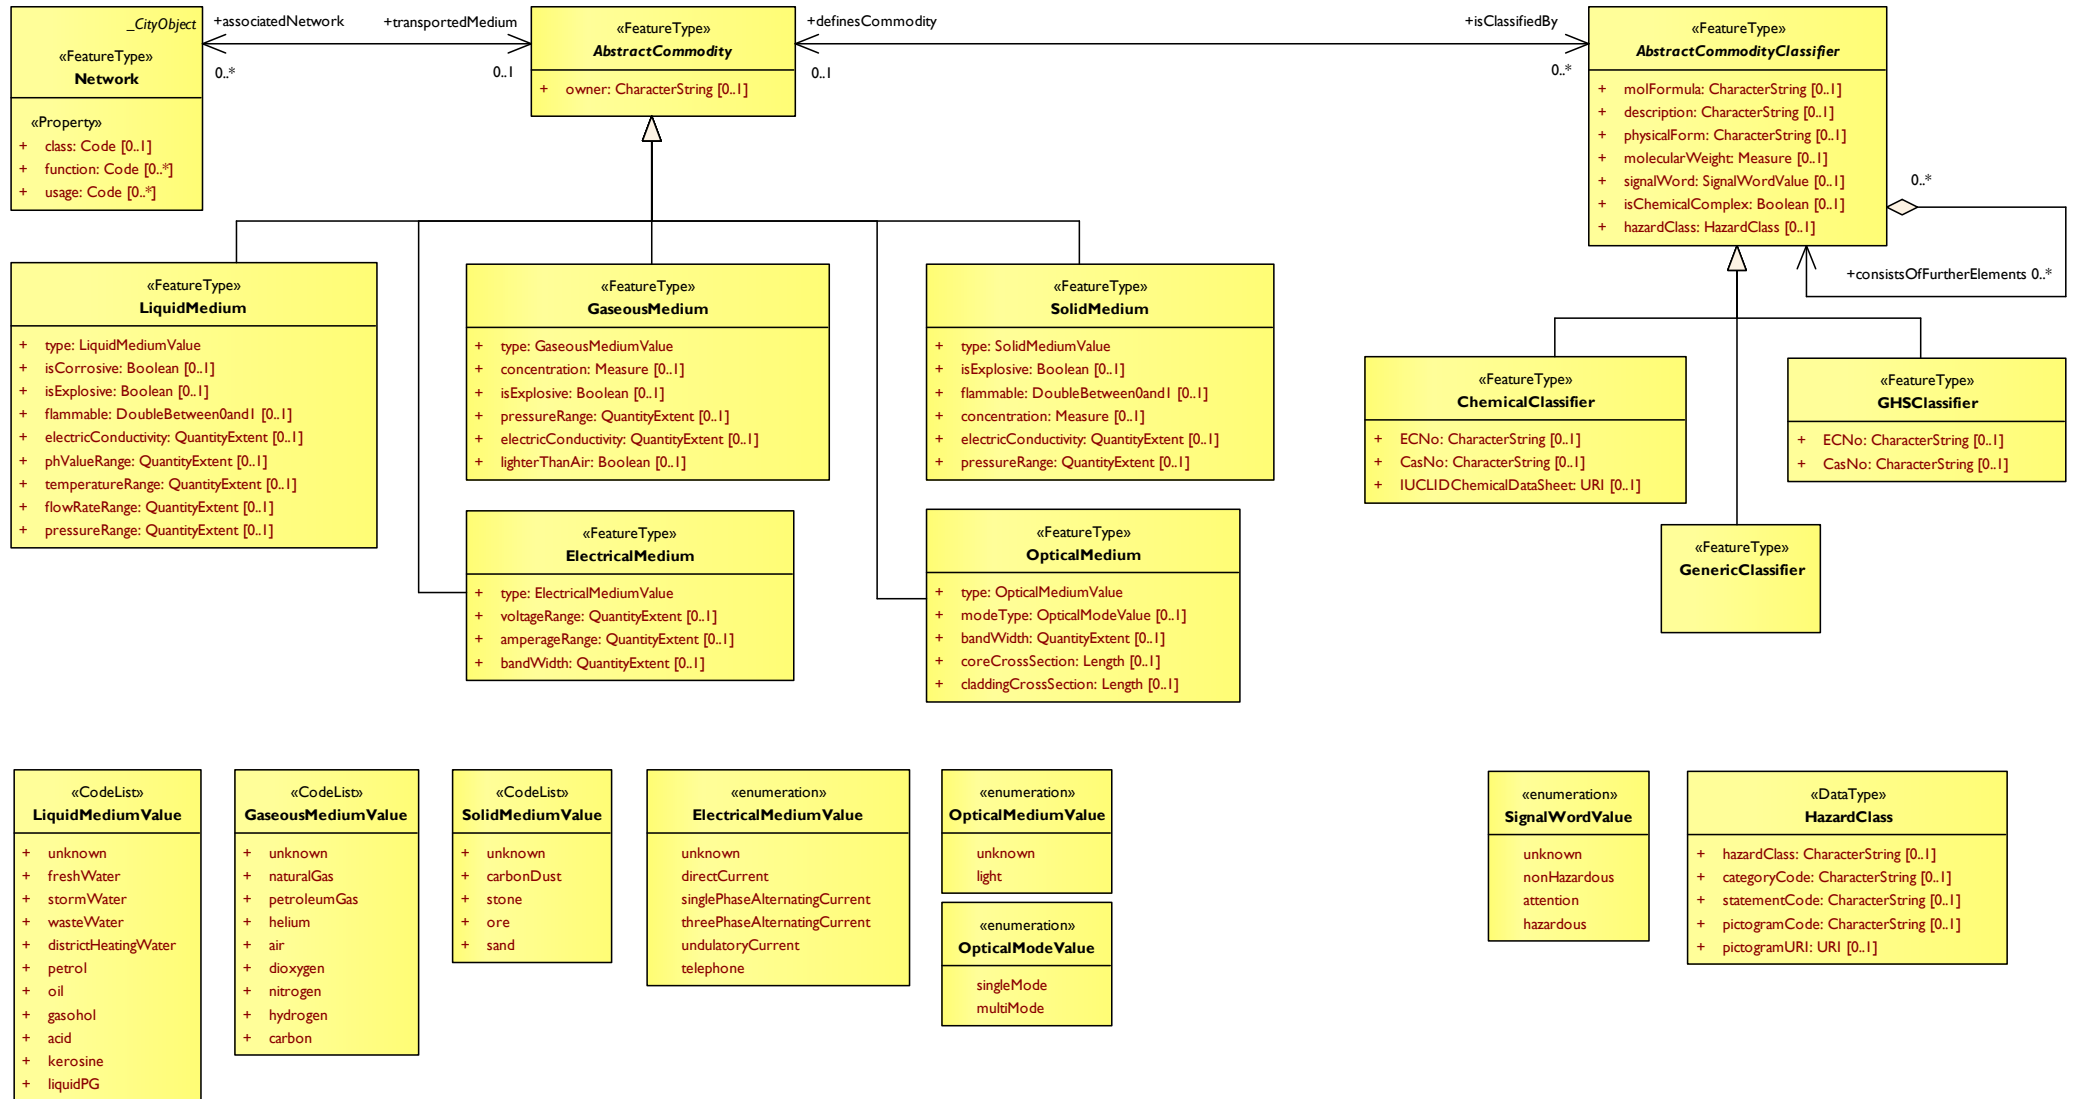 _CityObject
«FeatureType»
Network
«Property»
+ class: Code [0..1]
+ function: Code [0..*]
+ usage: Code [0..*]
+associatedNetwork
0..*
+transportedMedium
0..1
«FeatureType»
AbstractCommodity
+ owner: CharacterString [0..1]
+definesCommodity
0..1
+isClassifiedBy
0..*
«FeatureType»
AbstractCommodityClassifier
+ molFormula: CharacterString [0..1]
+ description: CharacterString [0..1]
+ physicalForm: CharacterString [0..1]
+ molecularWeight: Measure [0..1]
+ signalWord: SignalWordValue [0..1]
+ isChemicalComplex: Boolean [0..1]
+ hazardClass: HazardClass [0..1]
0..*
+consistsOfFurtherElements 0..*
«FeatureType»
LiquidMedium
+ type: LiquidMediumValue
+ isCorrosive: Boolean [0..1]
+ isExplosive: Boolean [0..1]
+ flammable: DoubleBetween0and1 [0..1]
+ electricConductivity: QuantityExtent [0..1]
+ phValueRange: QuantityExtent [0..1]
+ temperatureRange: QuantityExtent [0..1]
+ flowRateRange: QuantityExtent [0..1]
+ pressureRange: QuantityExtent [0..1]
«FeatureType»
GaseousMedium
+ type: GaseousMediumValue
+ concentration: Measure [0..1]
+ isExplosive: Boolean [0..1]
+ pressureRange: QuantityExtent [0..1]
+ electricConductivity: QuantityExtent [0..1]
+ lighterThanAir: Boolean [0..1]
«FeatureType»
SolidMedium
+ type: SolidMediumValue
+ isExplosive: Boolean [0..1]
+ flammable: DoubleBetween0and1 [0..1]
+ concentration: Measure [0..1]
+ electricConductivity: QuantityExtent [0..1]
+ pressureRange: QuantityExtent [0..1]
«FeatureType»
ChemicalClassifier
+ ECNo: CharacterString [0..1]
+ CasNo: CharacterString [0..1]
+ IUCLIDChemicalDataSheet: URI [0..1]
«FeatureType»
GHSClassifier
+ ECNo: CharacterString [0..1]
+ CasNo: CharacterString [0..1]
«FeatureType»
ElectricalMedium
+ type: ElectricalMediumValue
+ voltageRange: QuantityExtent [0..1]
+ amperageRange: QuantityExtent [0..1]
+ bandWidth: QuantityExtent [0..1]
«FeatureType»
OpticalMedium
+ type: OpticalMediumValue
+ modeType: OpticalModeValue [0..1]
+ bandWidth: QuantityExtent [0..1]
+ coreCrossSection: Length [0..1]
+ claddingCrossSection: Length [0..1]
«FeatureType»
GenericClassifier
«CodeList»
LiquidMediumValue
+ unknown
+ freshWater
+ stormWater
+ wasteWater
+ districtHeatingWater
+ petrol
+ oil
+ gasohol
+ acid
+ kerosine
+ liquidPG
«CodeList»
GaseousMediumValue
+ unknown
+ naturalGas
+ petroleumGas
+ helium
+ air
+ dioxygen
+ nitrogen
+ hydrogen
+ carbon
«CodeList»
SolidMediumValue
+ unknown
+ carbonDust
+ stone
+ ore
+ sand
«enumeration»
ElectricalMediumValue
unknown
directCurrent
singlePhaseAlternatingCurrent
threePhaseAlternatingCurrent
undulatoryCurrent
telephone
«enumeration»
OpticalMediumValue
unknown
light
«enumeration»
OpticalModeValue
singleMode
multiMode
«enumeration»
SignalWordValue
unknown
nonHazardous
attention
hazardous
«DataType»
HazardClass
+ hazardClass: CharacterString [0..1]
+ categoryCode: CharacterString [0..1]
+ statementCode: CharacterString [0..1]
+ pictogramCode: CharacterString [0..1]
+ pictogramURI: URI [0..1]